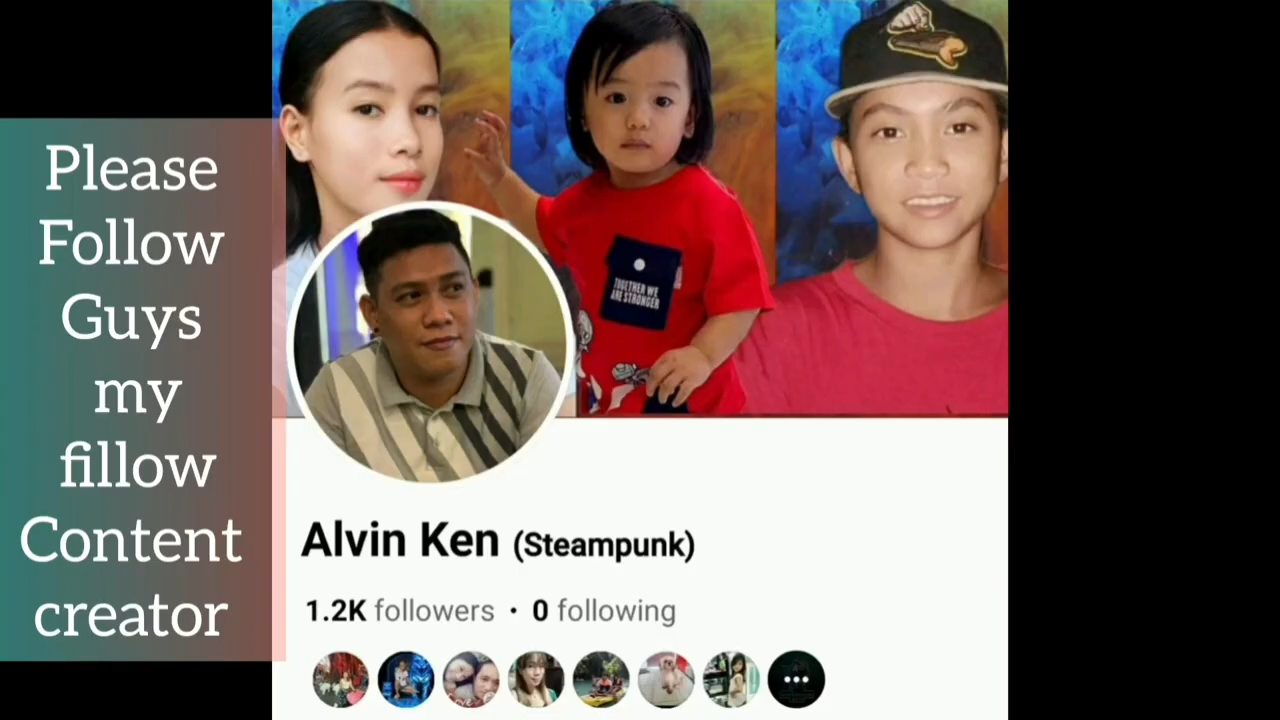 Please
Follow
Guys
my
fillow
Content
creator
TOGETHER WE
ARE STRONGER
Alvin Ken (Steampunk)
1.2K followers · 0 following